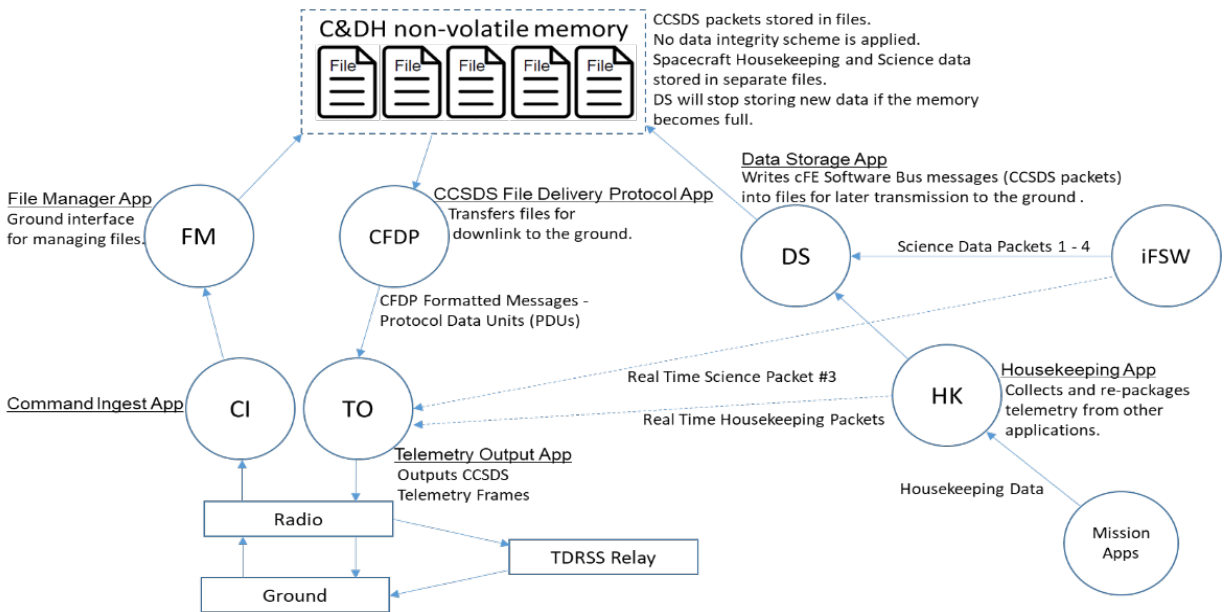 C&DH non-volatile memory
File
File
File
File
File
CCSDS packets stored in files.
No data integrity scheme is applied.
Spacecraft Housekeeping and Science data
stored in separate files.
DS will stop storing new data if the memory
becomes full.
File Manager App
Ground interface
for managing files.
FM
CCSDS File Delivery Protocol App
Transfers files for
downlink to the ground.
CFDP
Data Storage App
Writes cFE Software Bus messages (CCSDS packets)
into files for later transmission to the ground .
DS
Science Data Packets 1 - 4
iFSW
CFDP Formatted Messages -
Protocol Data Units (PDUs)
Command Ingest App
CI
TO
Real Time Science Packet #3
Real Time Housekeeping Packets
HK
Housekeeping App
Collects and re-packages
telemetry from other
applications.
Telemetry Output App
Outputs CCSDS
Telemetry Frames
Housekeeping Data
Mission
Apps
Radio
TDRSS Relay
Ground